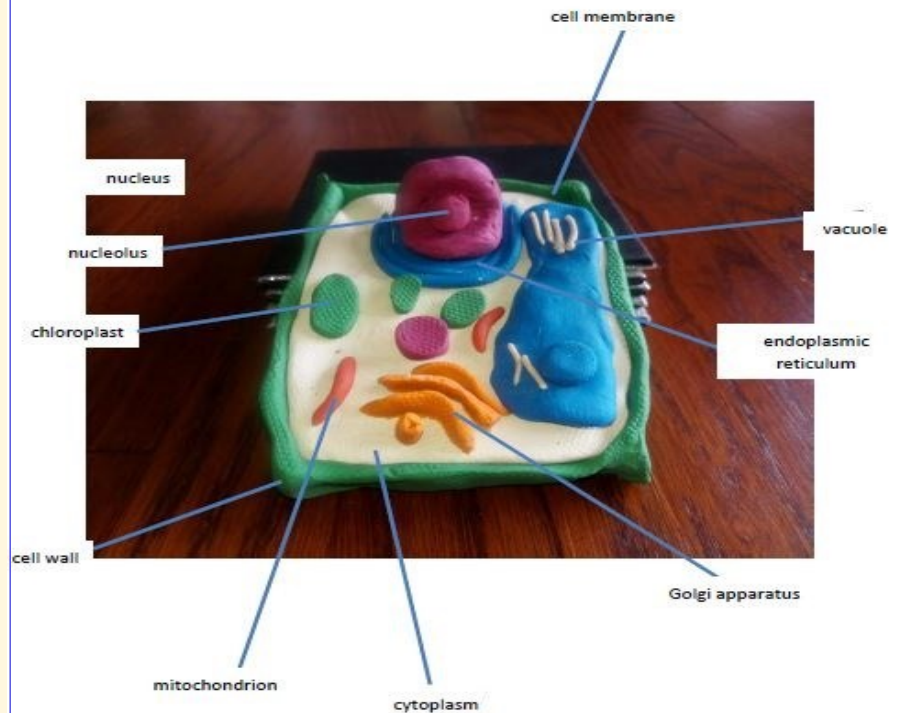 cell membrane
nucleus
vacuole
nucleolus
chloroplast
endoplasmic
reticulum
cell wall
Golgi apparatus
mitochondrion
cytoplasm